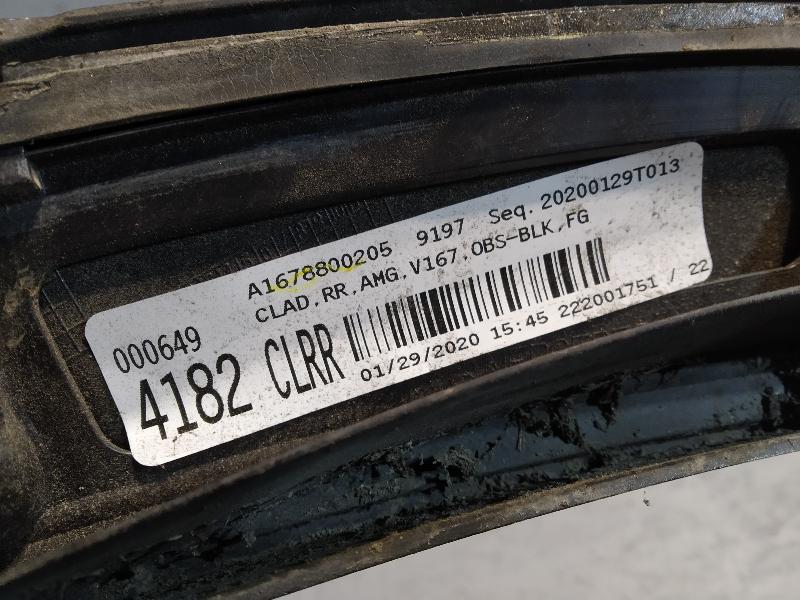 A1678800205 9197 Seq. 20200129T013
CLAD,RR,AMG,V167,OBS-BLK,FG
000649
4182 CLRR
01/29/2020 15:45 222001751 / 22